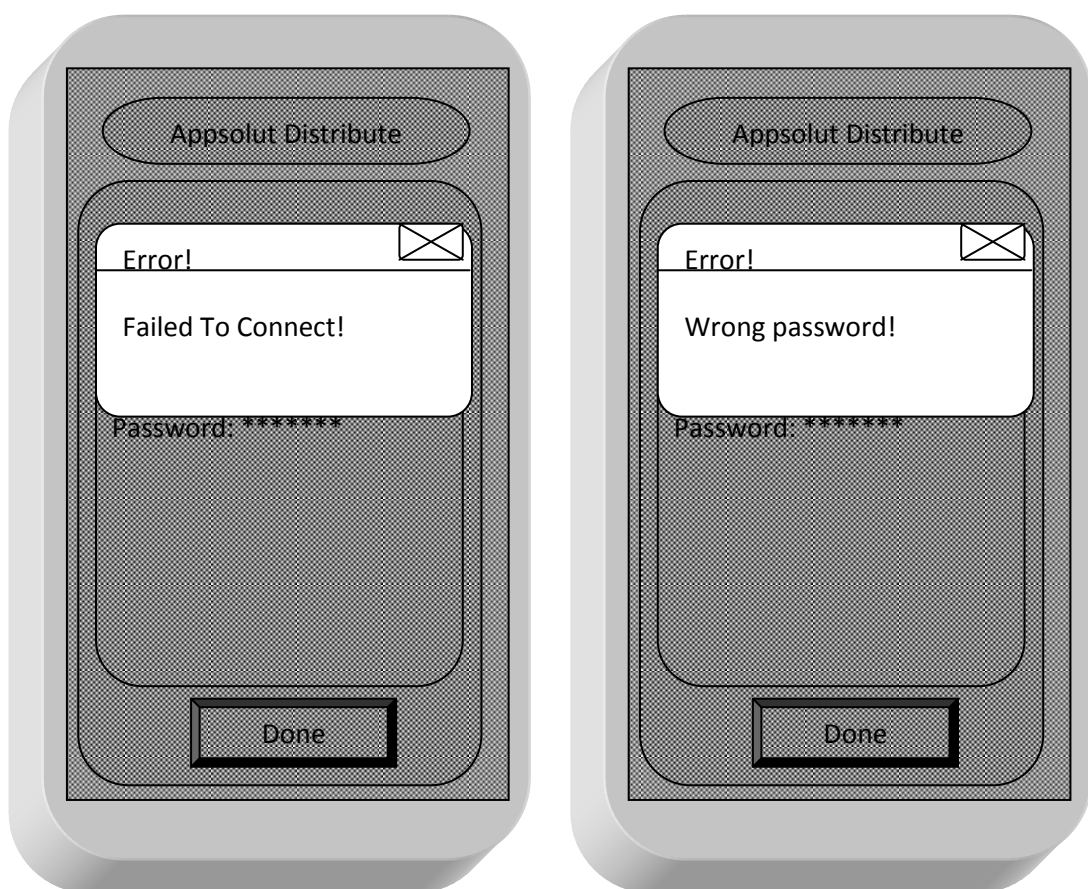 Appsolut Distribute
Error!
Failed To Connect!
Password: *******
Done
Appsolut Distribute
Error!
Wrong password!
Password: *******
Done